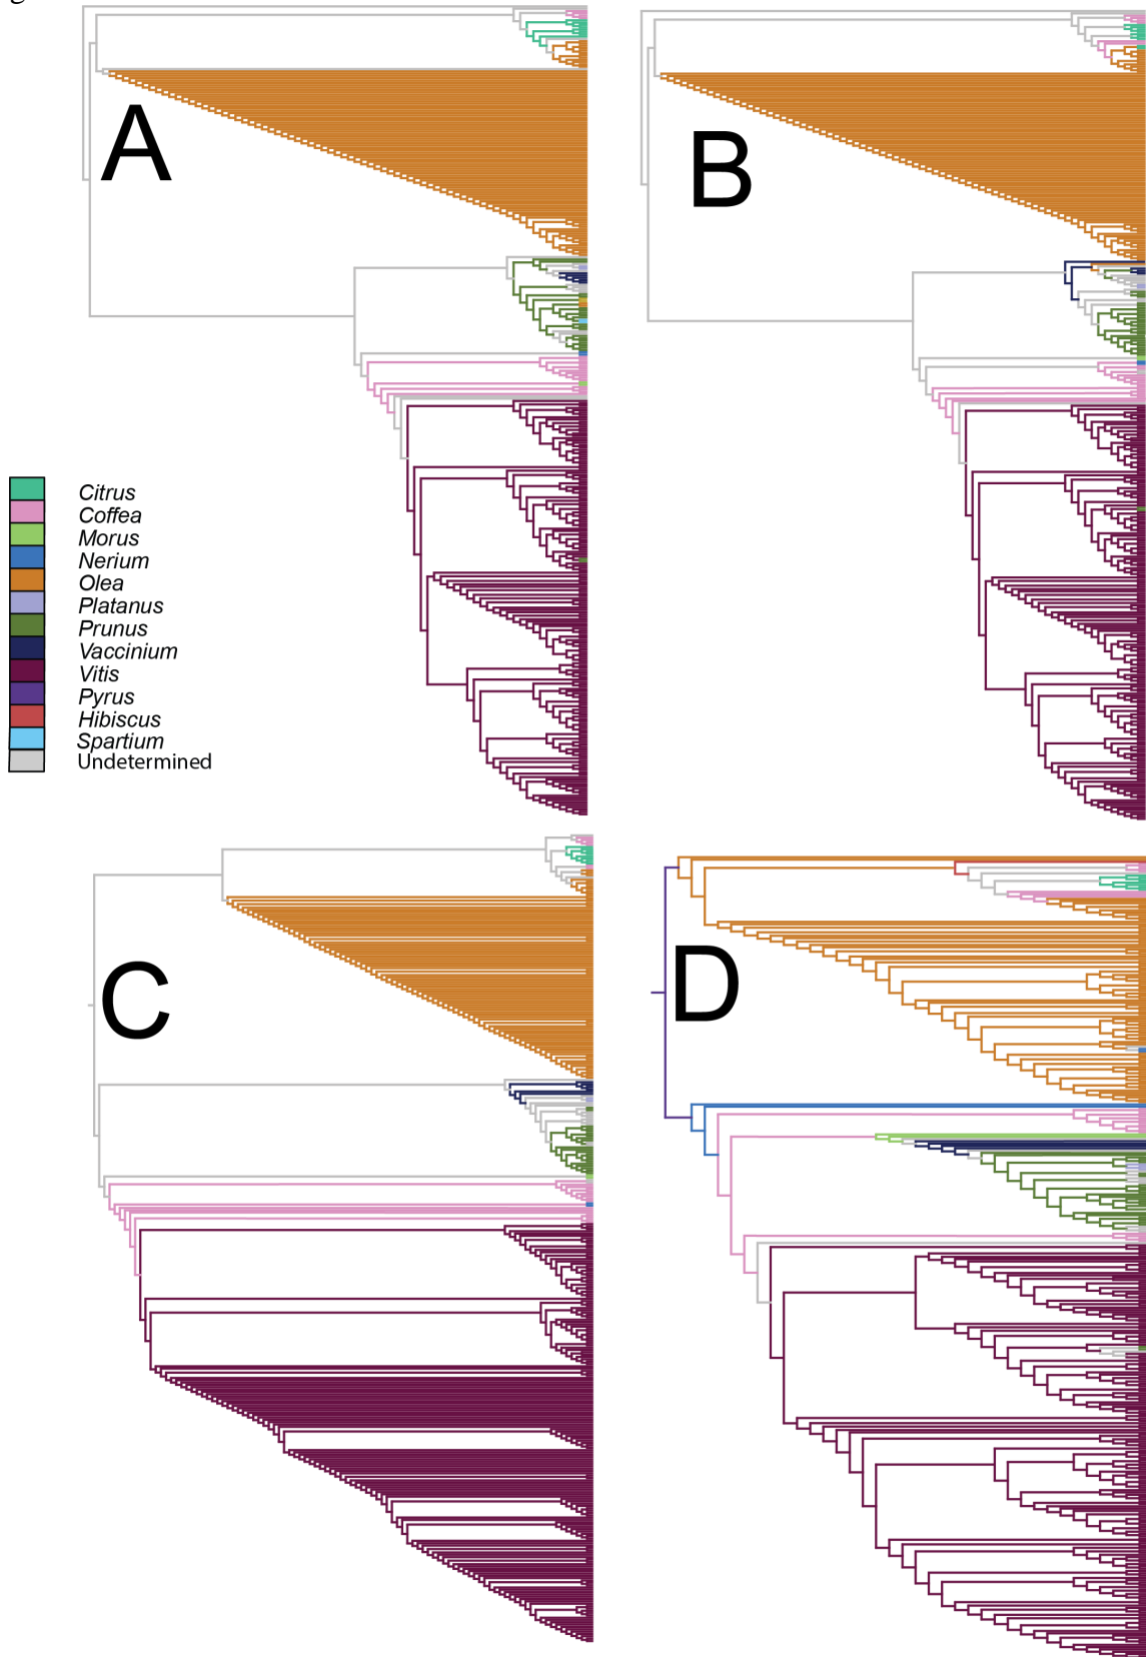 A
B
Citrus
Coffea
Morus
Nerium
Olea
Platanus
Prunus
Vaccinium
Vitis
Pyrus
Hibiscus
Spartium
Undetermined
C
D